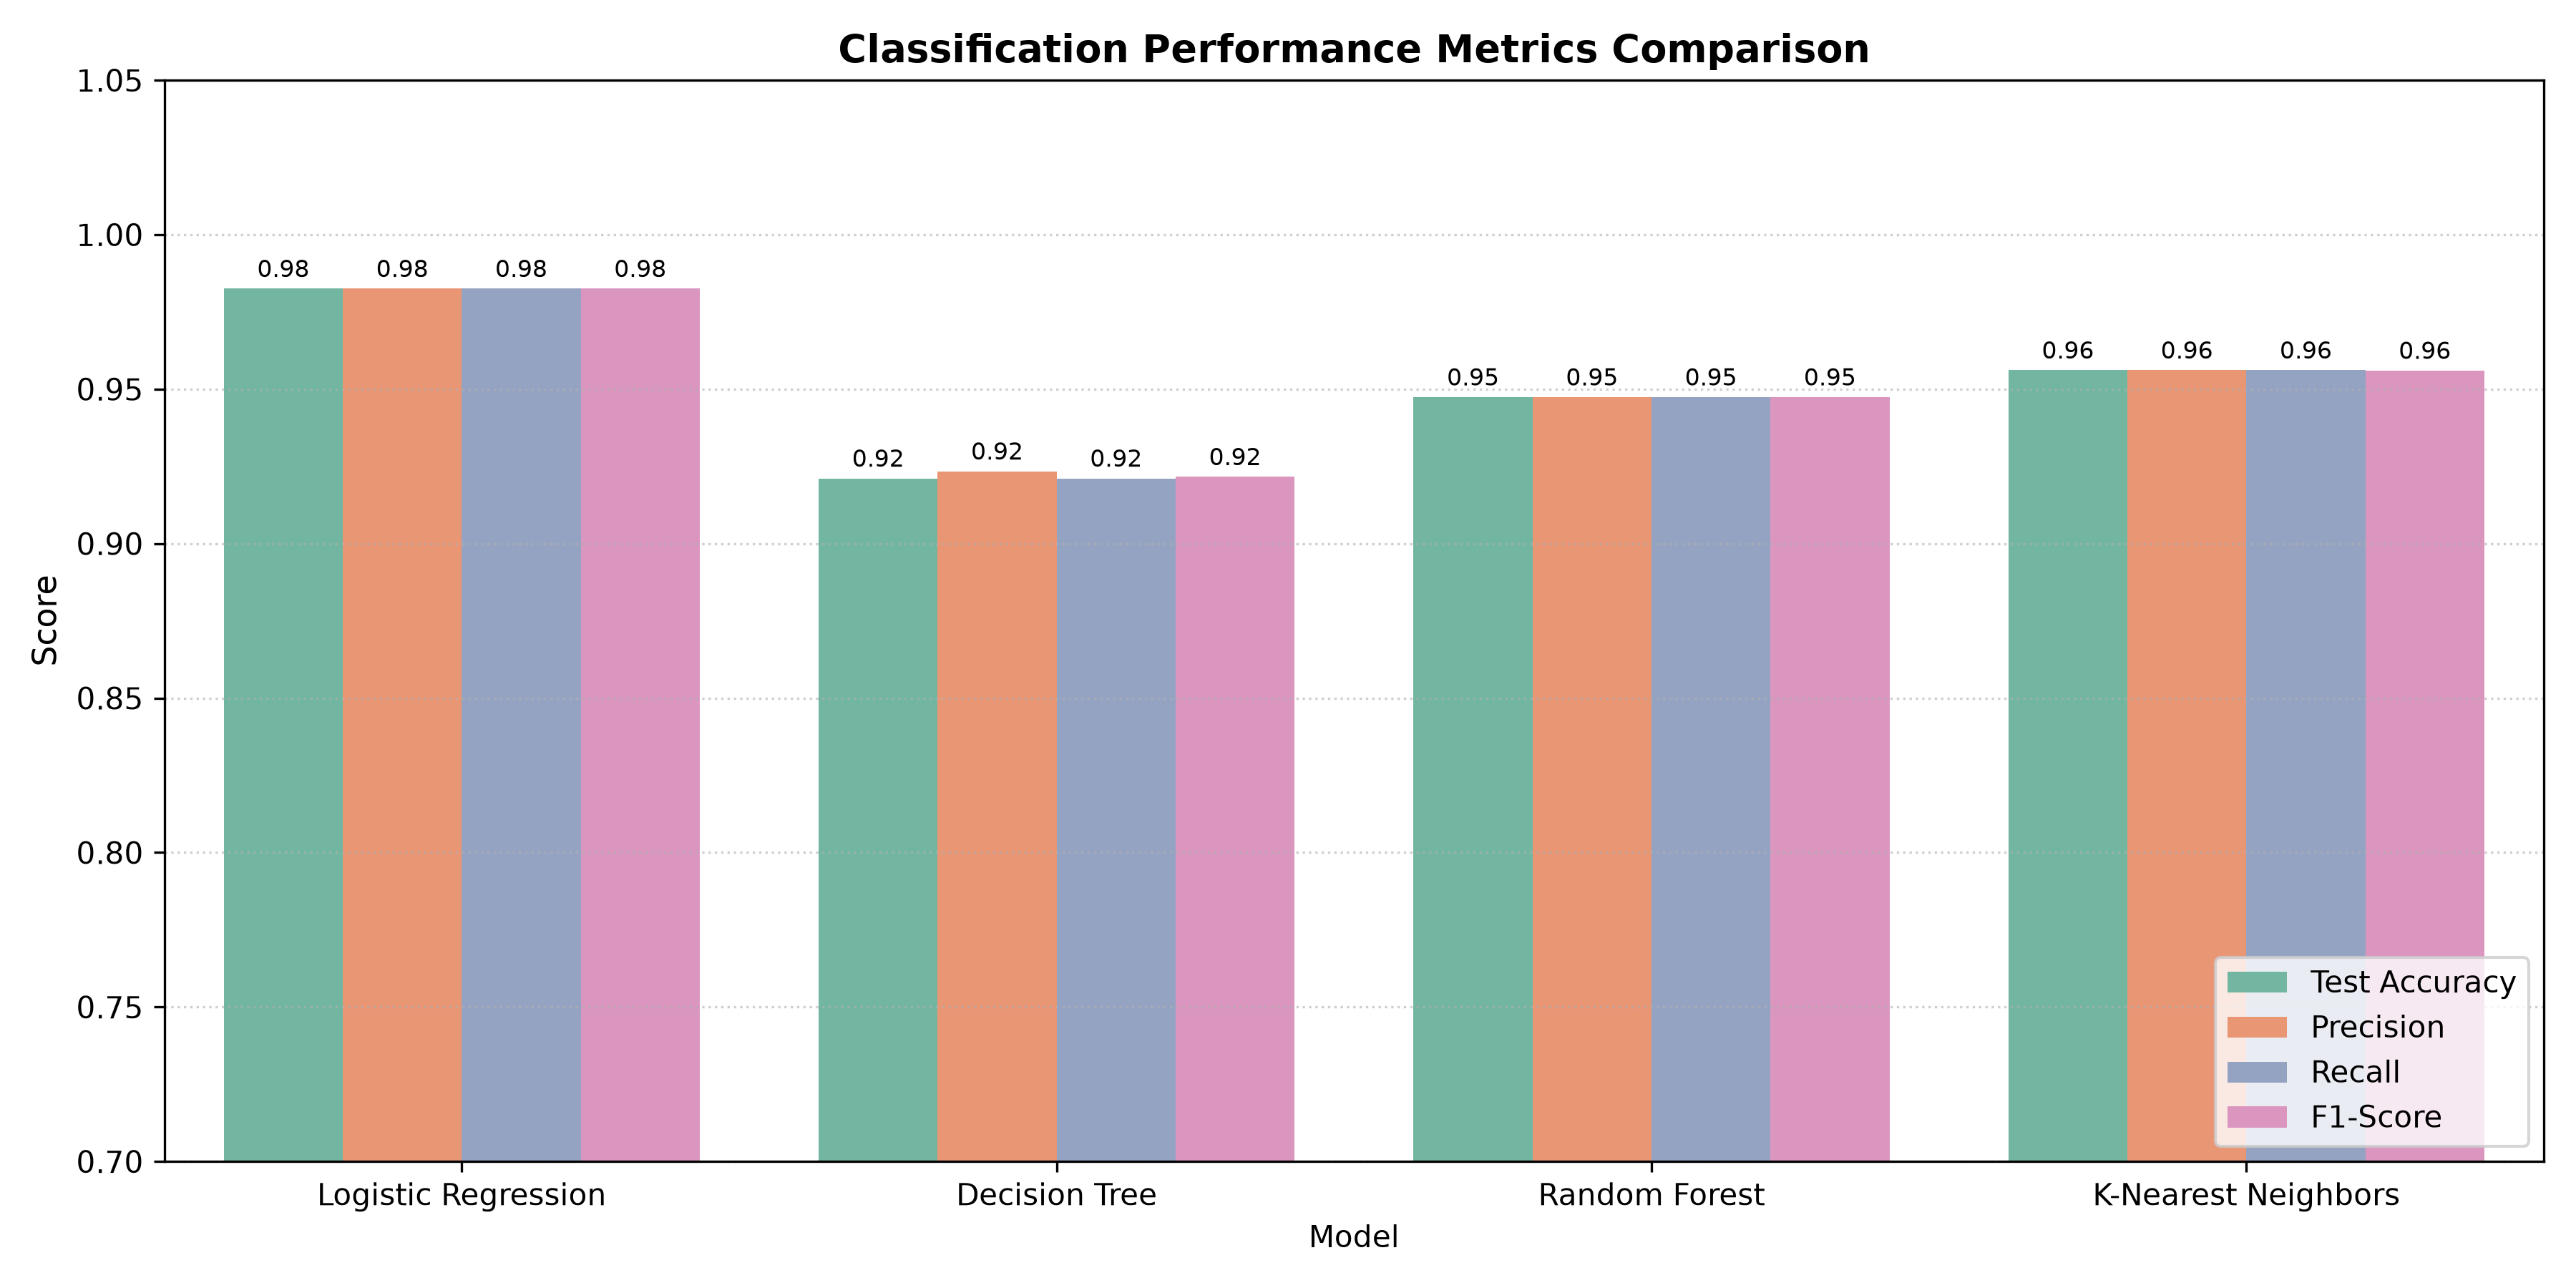 Classification Performance Metrics Comparison
1.05
1.00
0.95
0.90
0.85
0.80
0.75
0.70
Score
0.98 0.98 0.98 0.98
0.92 0.92 0.92 0.92
0.95 0.95 0.95 0.95
0.96 0.96 0.96 0.96
Test Accuracy
Precision
Recall
F1-Score
Logistic Regression Decision Tree Random Forest K-Nearest Neighbors
Model